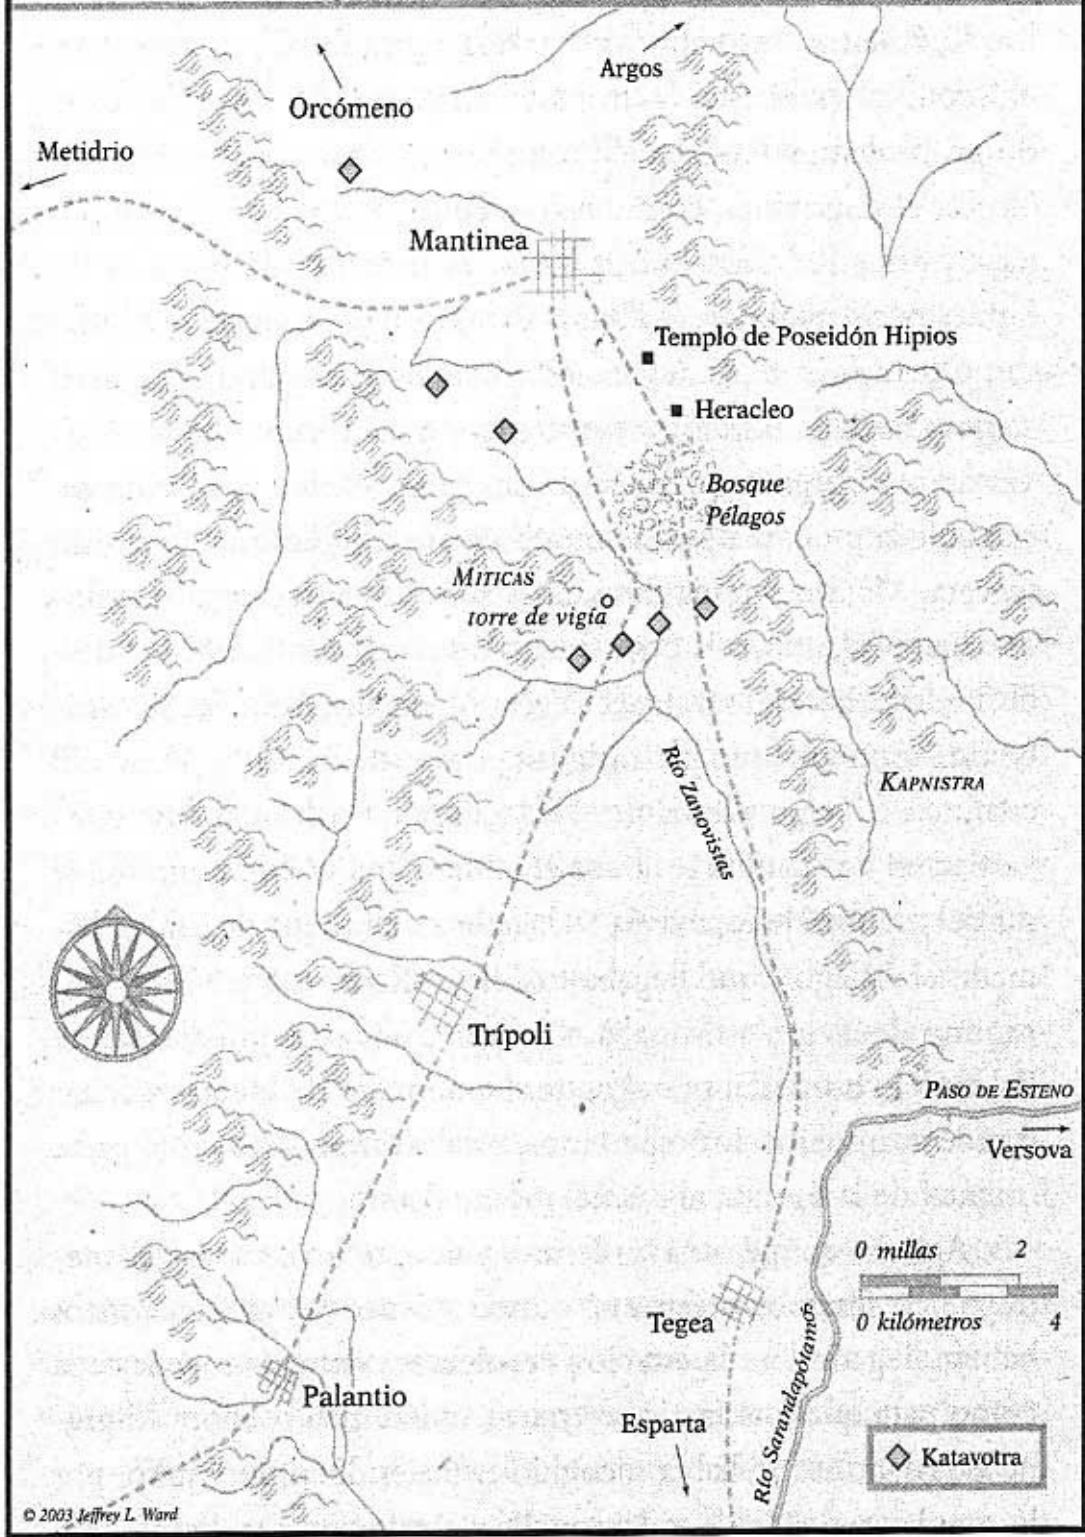 Argos
Orcómeno
Metidrio
Mantinea
Templo de Poseidón Hipios
Heracleo
Bosque
Pélagos
MITICAS
torre de vigía
Río Zanovistas
KAPNISTRA
Trípoli
PASO DE ESTENO
Versova
0 millas 2
0 kilómetros 4
Tegea
Río Sarandapótamos
Palantio
Esparta
Katavotra
© 2003 Jeffrey L. Ward